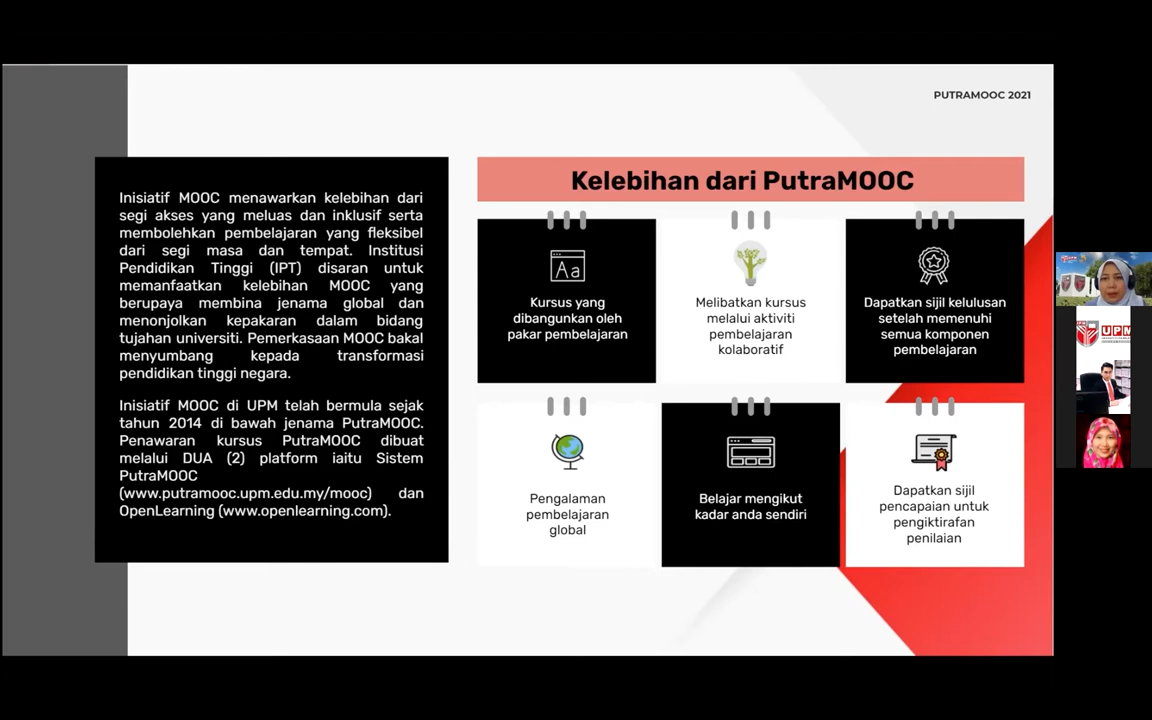 PUTRAMOOC 2021
Inisiatif MOOC menawarkan kelebihan dari
segi akses yang meluas dan inklusif serta
membolehkan pembelajaran yang fleksibel
dari segi masa dan tempat. Institusi
Pendidikan Tinggi (IPT) disaran untuk
memanfaatkan kelebihan MOOC yang
berupaya membina jenama global dan
menonjolkan kepakaran dalam bidang
tujahan universiti. Pemerkasaan MOOC bakal
menyumbang kepada transformasi
pendidikan tinggi negara.
Inisiatif MOOC di UPM telah bermula sejak
tahun 2014 di bawah jenama PutraMOOC.
Penawaran kursus PutraMOOC dibuat
melalui DUA (2) platform iaitu Sistem
PutraMOOC
(www.putramooc.upm.edu.my/mooc) dan
OpenLearning (www.openlearning.com).
Kelebihan dari PutraMOOC
Aa
Kursus yang
dibangunkan oleh
pakar pembelajaran
Melibatkan kursus
melalui aktiviti
pembelajaran
kolaboratif
Dapatkan sijil kelulusan
setelah memenuhi
semua komponen
pembelajaran
Pengalaman
pembelajaran
global
Belajar mengikut
kadar anda sendiri
Dapatkan sijil
pencapaian untuk
pengiktirafan
penilaian
UPM